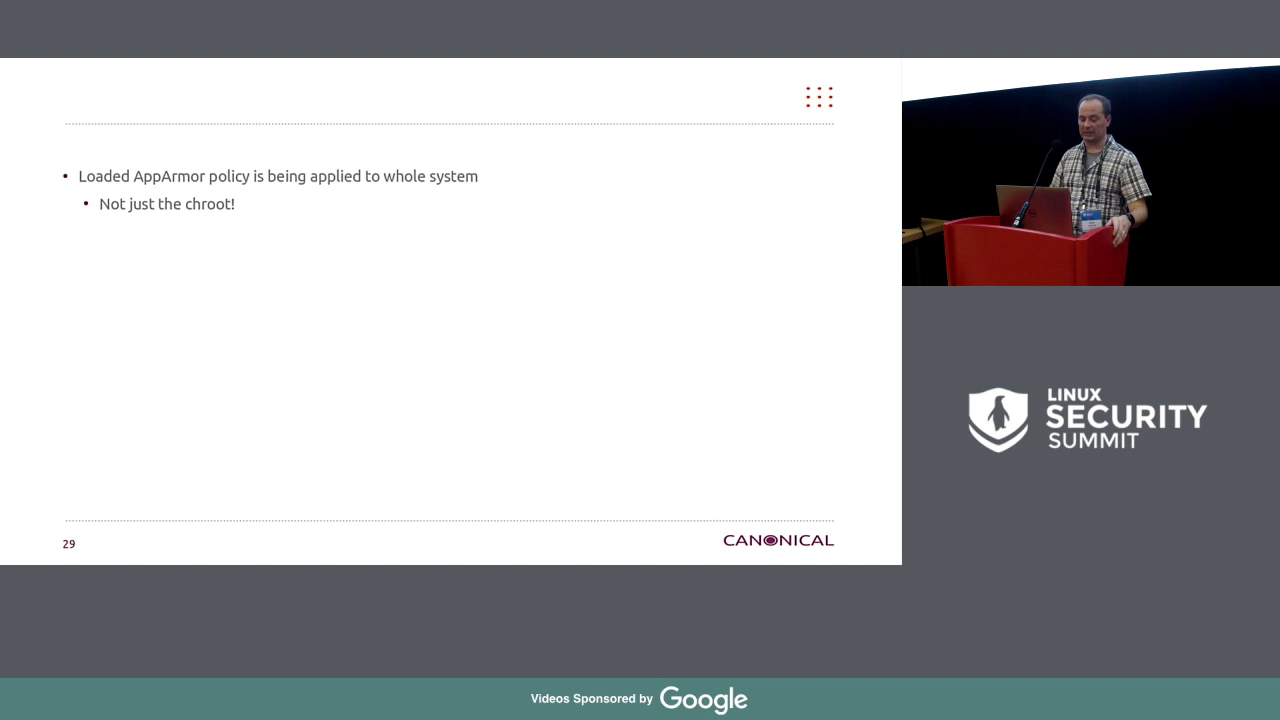 Loaded AppArmor policy is being applied to whole system
Not just the chroot!
29
CANONICAL
LINUX
SECURITY
SUMMIT
Videos Sponsored by Google